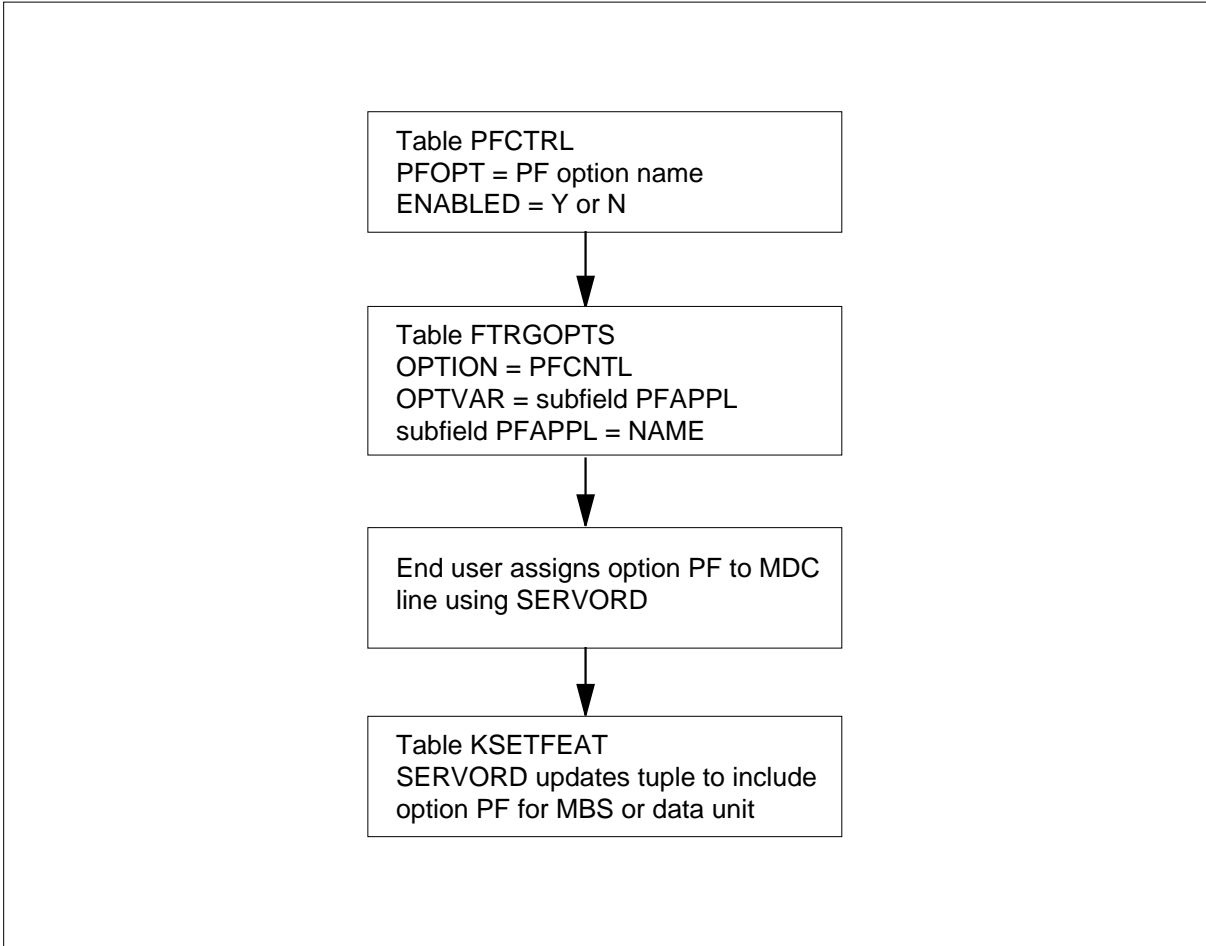 Table PFCTRL
PFOPT = PF option name
ENABLED = Y or N
Table FTRGOPTS
OPTION = PFCNTL
OPTVAR = subfield PFAPPL
subfield PFAPPL = NAME
End user assigns option PF to MDC
line using SERVORD
Table KSETFEAT
SERVORD updates tuple to include
option PF for MBS or data unit